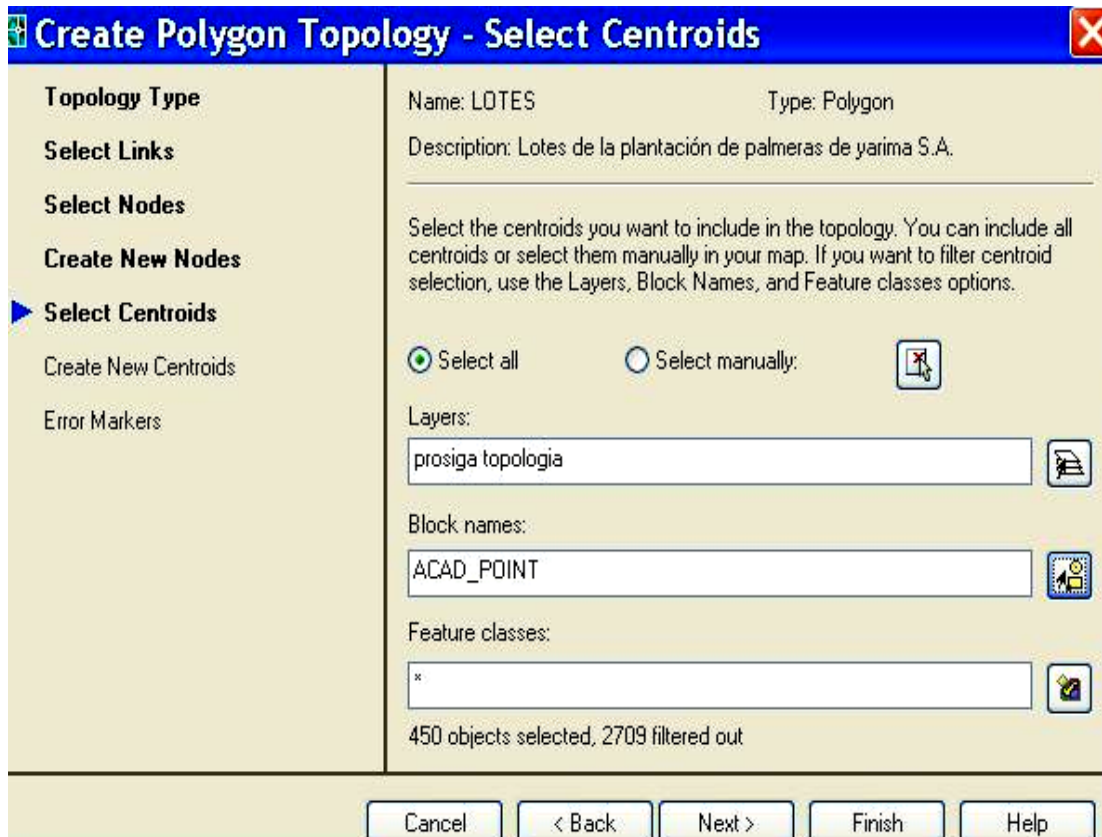 Create Polygon Topology - Select Centroids
Topology Type
Select Links
Select Nodes
Create New Nodes
Select Centroids
Create New Centroids
Error Markers
Name: LOTES Type: Polygon
Description: Lotes de la plantación de palmeras de yarima S.A.
Select the centroids you want to include in the topology. You can include all
centroids or select them manually in your map. If you want to filter centroid
selection, use the Layers, Block Names, and Feature classes options.
Select all Select manually:
Layers:
prosiga topologia
Block names:
ACAD_POINT
Feature classes:
*
450 objects selected, 2709 filtered out
Cancel < Back Next > Finish Help